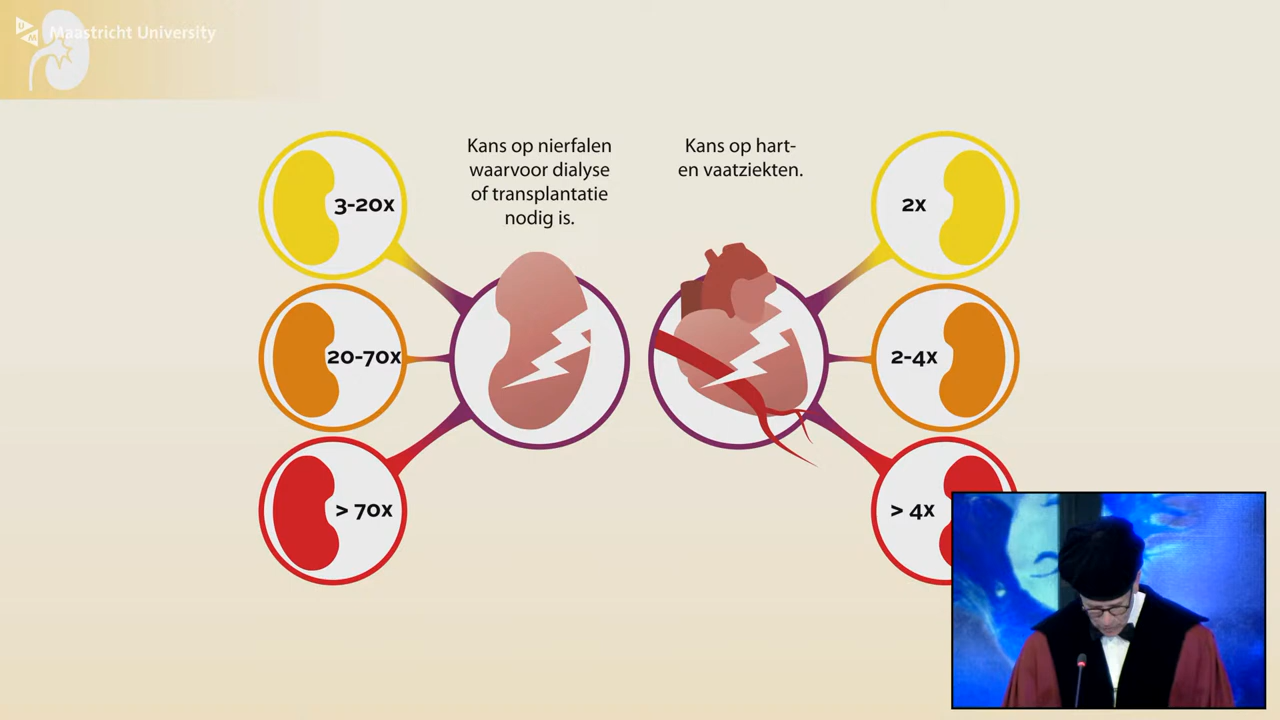 UM
Maastricht University
Kans op nierfalen
waarvoor dialyse
of transplantatie
nodig is.
Kans op hart-
en vaatziekten.
3-20x
2x
20-70x
2-4x
> 70x
> 4x